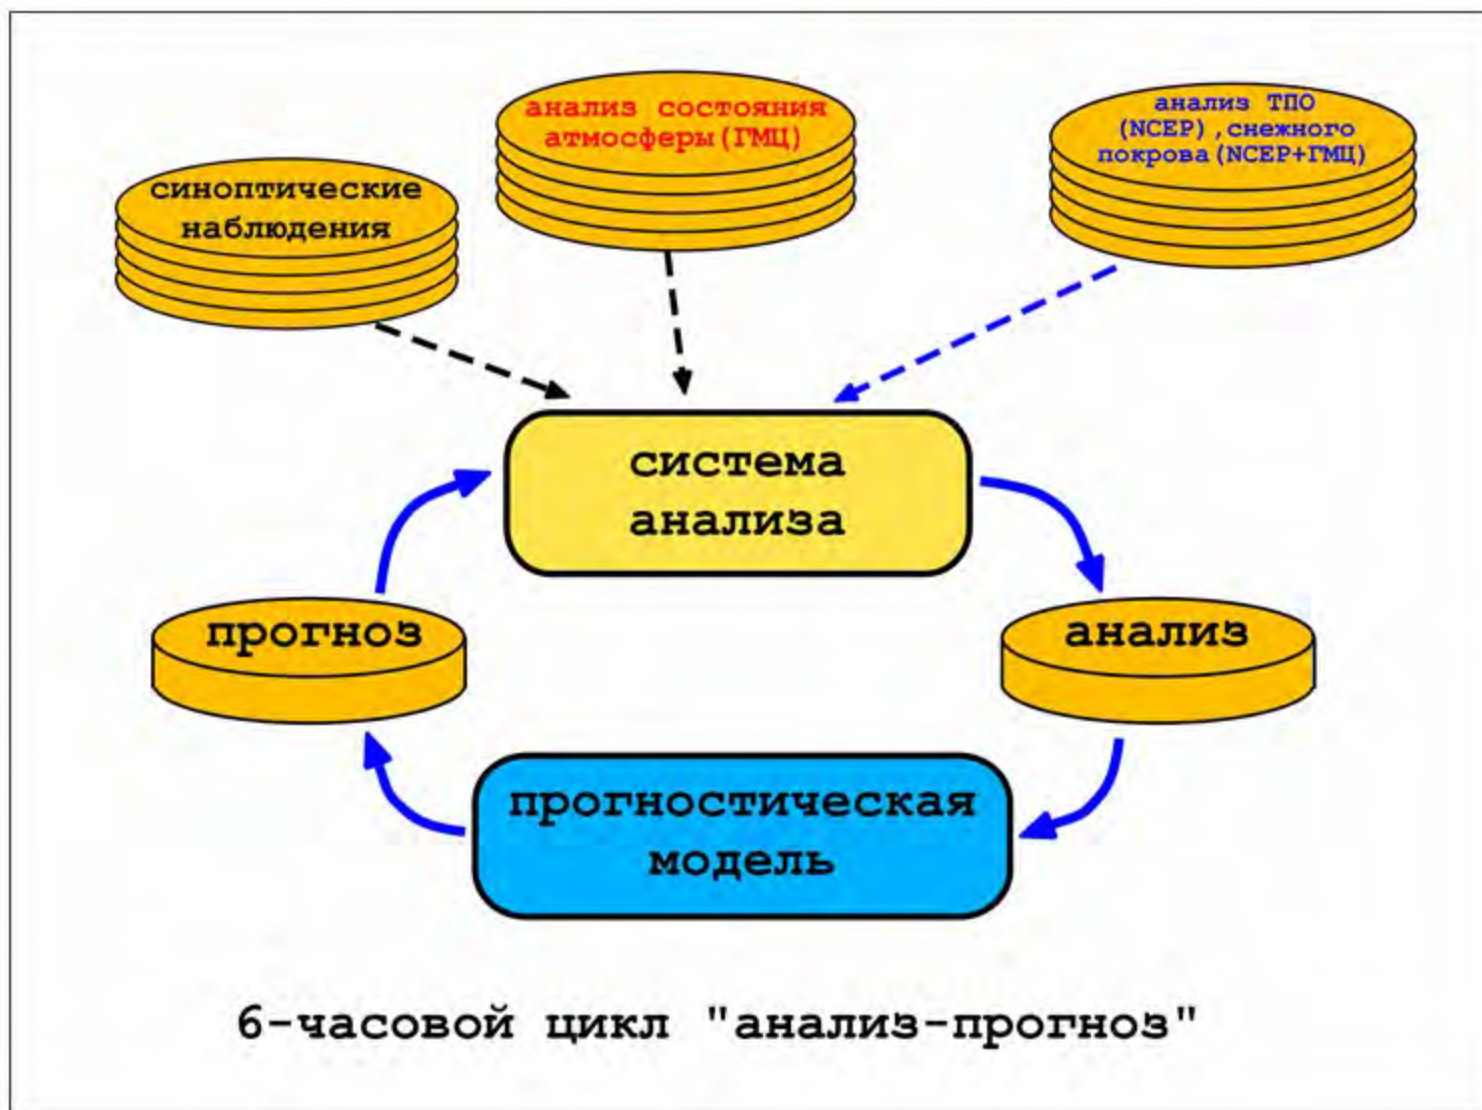 анализ состояния
атмосферы(ГМЦ)
анализ ТПО
(NCEP),снежного
покрова(NCEP+ГМЦ)
синоптические
наблюдения
система
анализа
прогноз
анализ
прогностическая
модель
6-часовой цикл "анализ-прогноз"